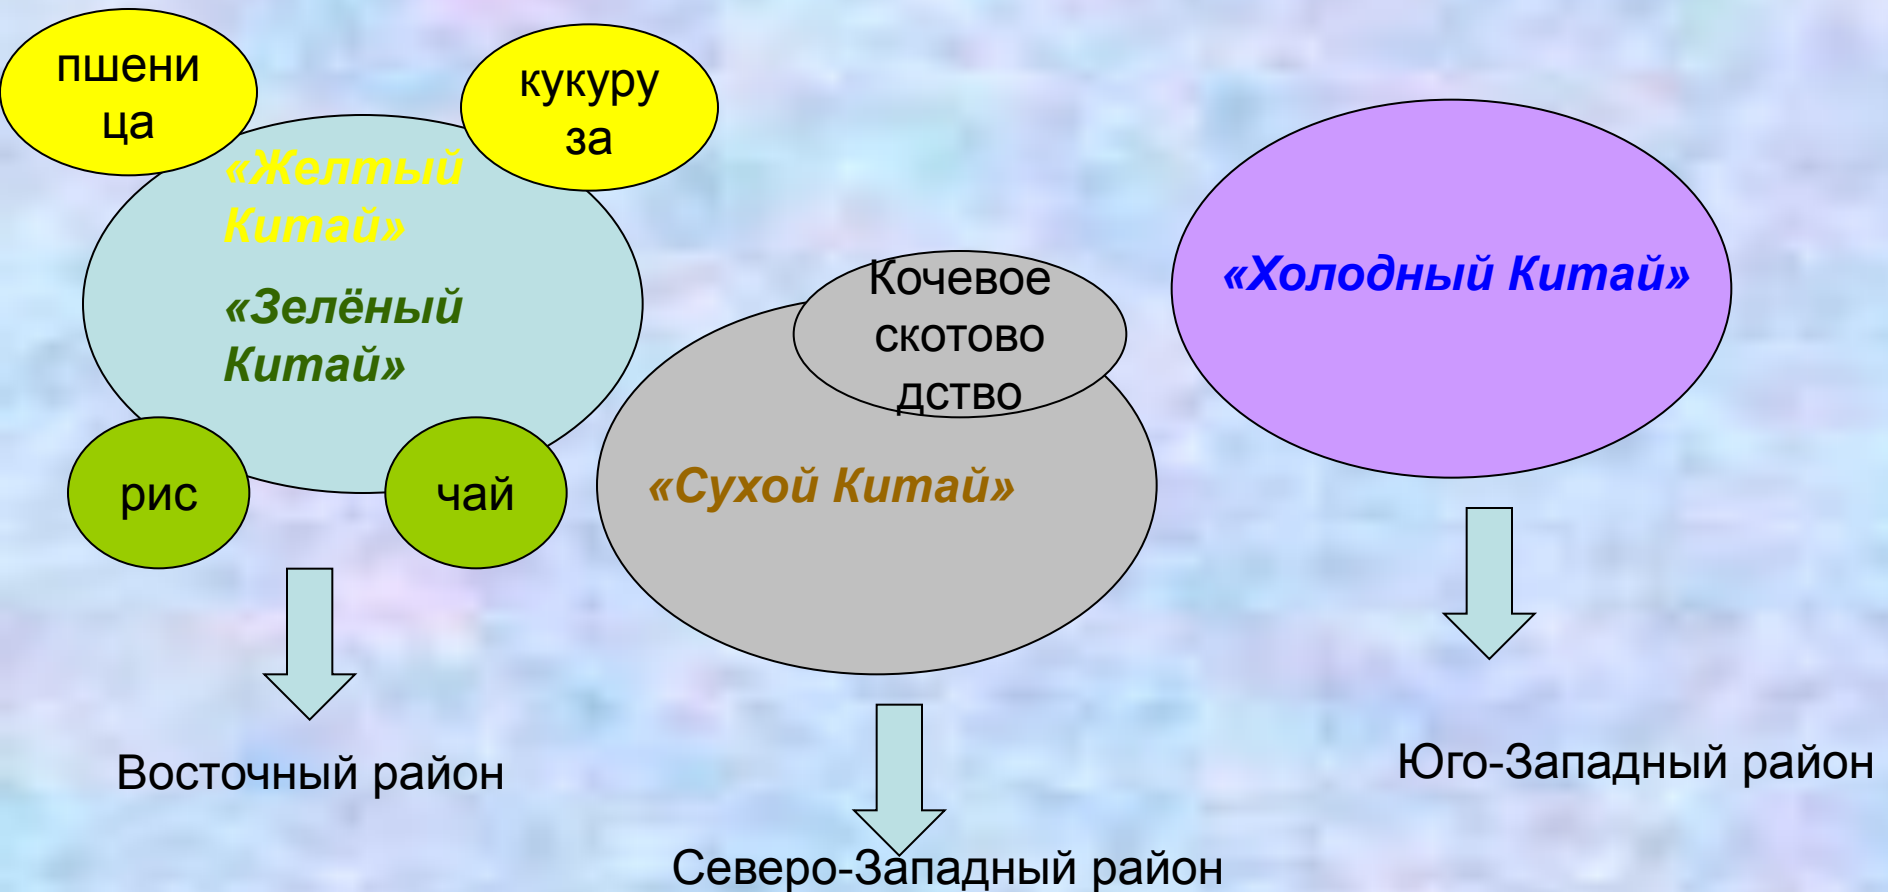 пшени
ца
кукуру
за
«Желтый
Китай»
«Зелёный
Китай»
рис
чай
Восточный район
Кочевое
скотово
дство
«Сухой Китай»
Северо-Западный район
«Холодный Китай»
Юго-Западный район